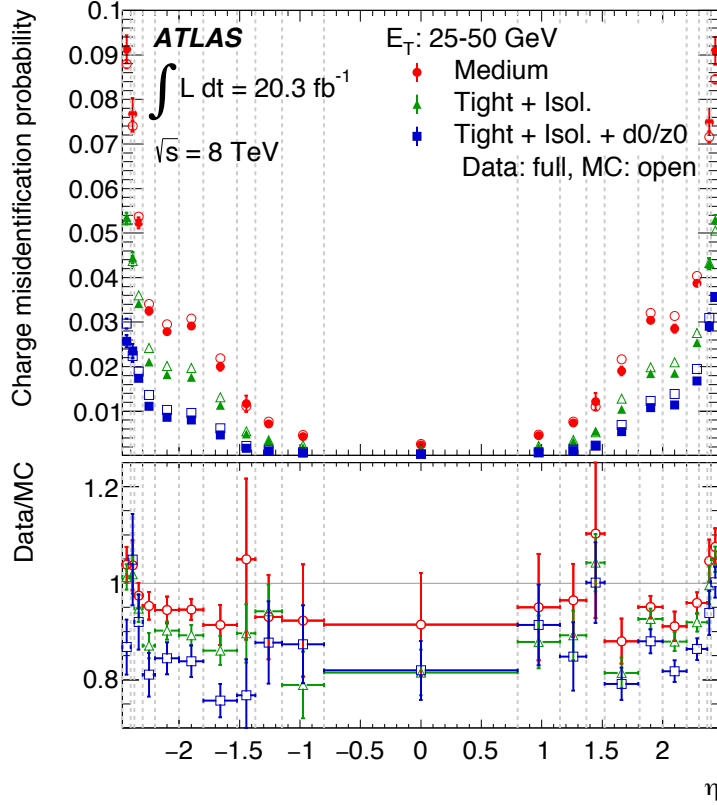 0.1
ATLAS
E_T: 25-50 GeV
0.09
Medium
∫ L dt = 20.3 fb⁻¹
Tight + Isol.
0.08
Tight + Isol. + d0/z0
√s = 8 TeV
Data: full, MC: open
0.07
0.06
0.05
0.04
0.03
0.02
0.01
Charge misidentification probability
1.2
1
0.8
Data/MC
−2 −1.5 −1 −0.5 0 0.5 1 1.5 2
η